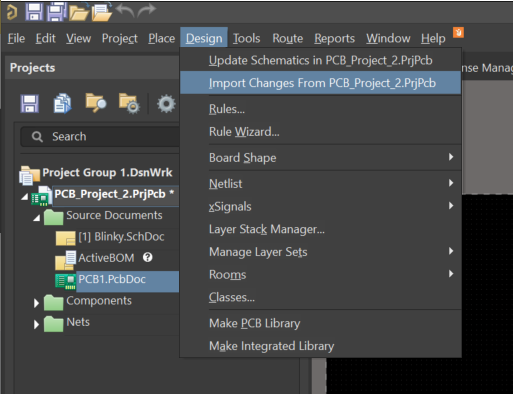 File Edit View Project Place Design Tools Route Reports Window Help
Projects
Update Schematics in PCB_Project_2.PrjPcb
nse Manag
Import Changes From PCB_Project_2.PrjPcb
Rules...
Search
Rule Wizard...
Board Shape
Project Group 1.DsnWrk
Netlist
PCB_Project_2.PrjPcb *
xSignals
Source Documents
Layer Stack Manager...
[1] Blinky.SchDoc
Manage Layer Sets
ActiveBOM ?
Rooms
PCB1.PcbDoc
Classes...
Components
Make PCB Library
Nets
Make Integrated Library